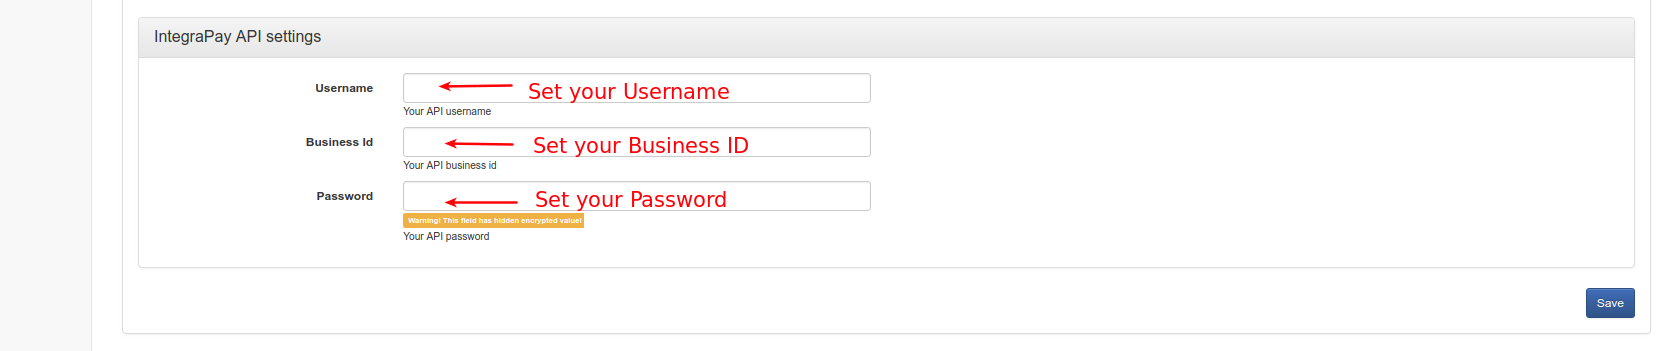 IntegraPay API settings
Username
Set your Username
Your API username
Business Id
Set your Business ID
Your API business id
Password
Set your Password
Warning! This field has hidden encrypted value!
Your API password
Save